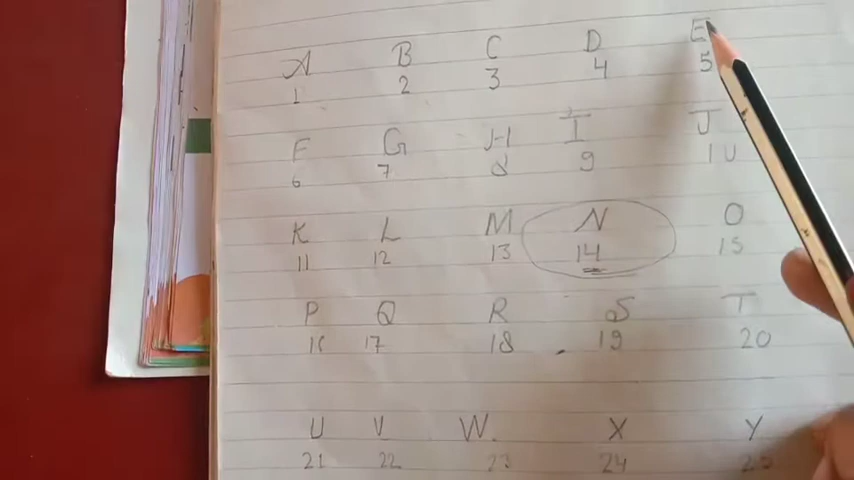 A B C D E
1 2 3 4 5
F G H I J
6 7 8 9 10
K L M N O
11 12 13 14 15
P Q R S T
16 17 18 19 20
U V W X Y
21 22 23 24 25